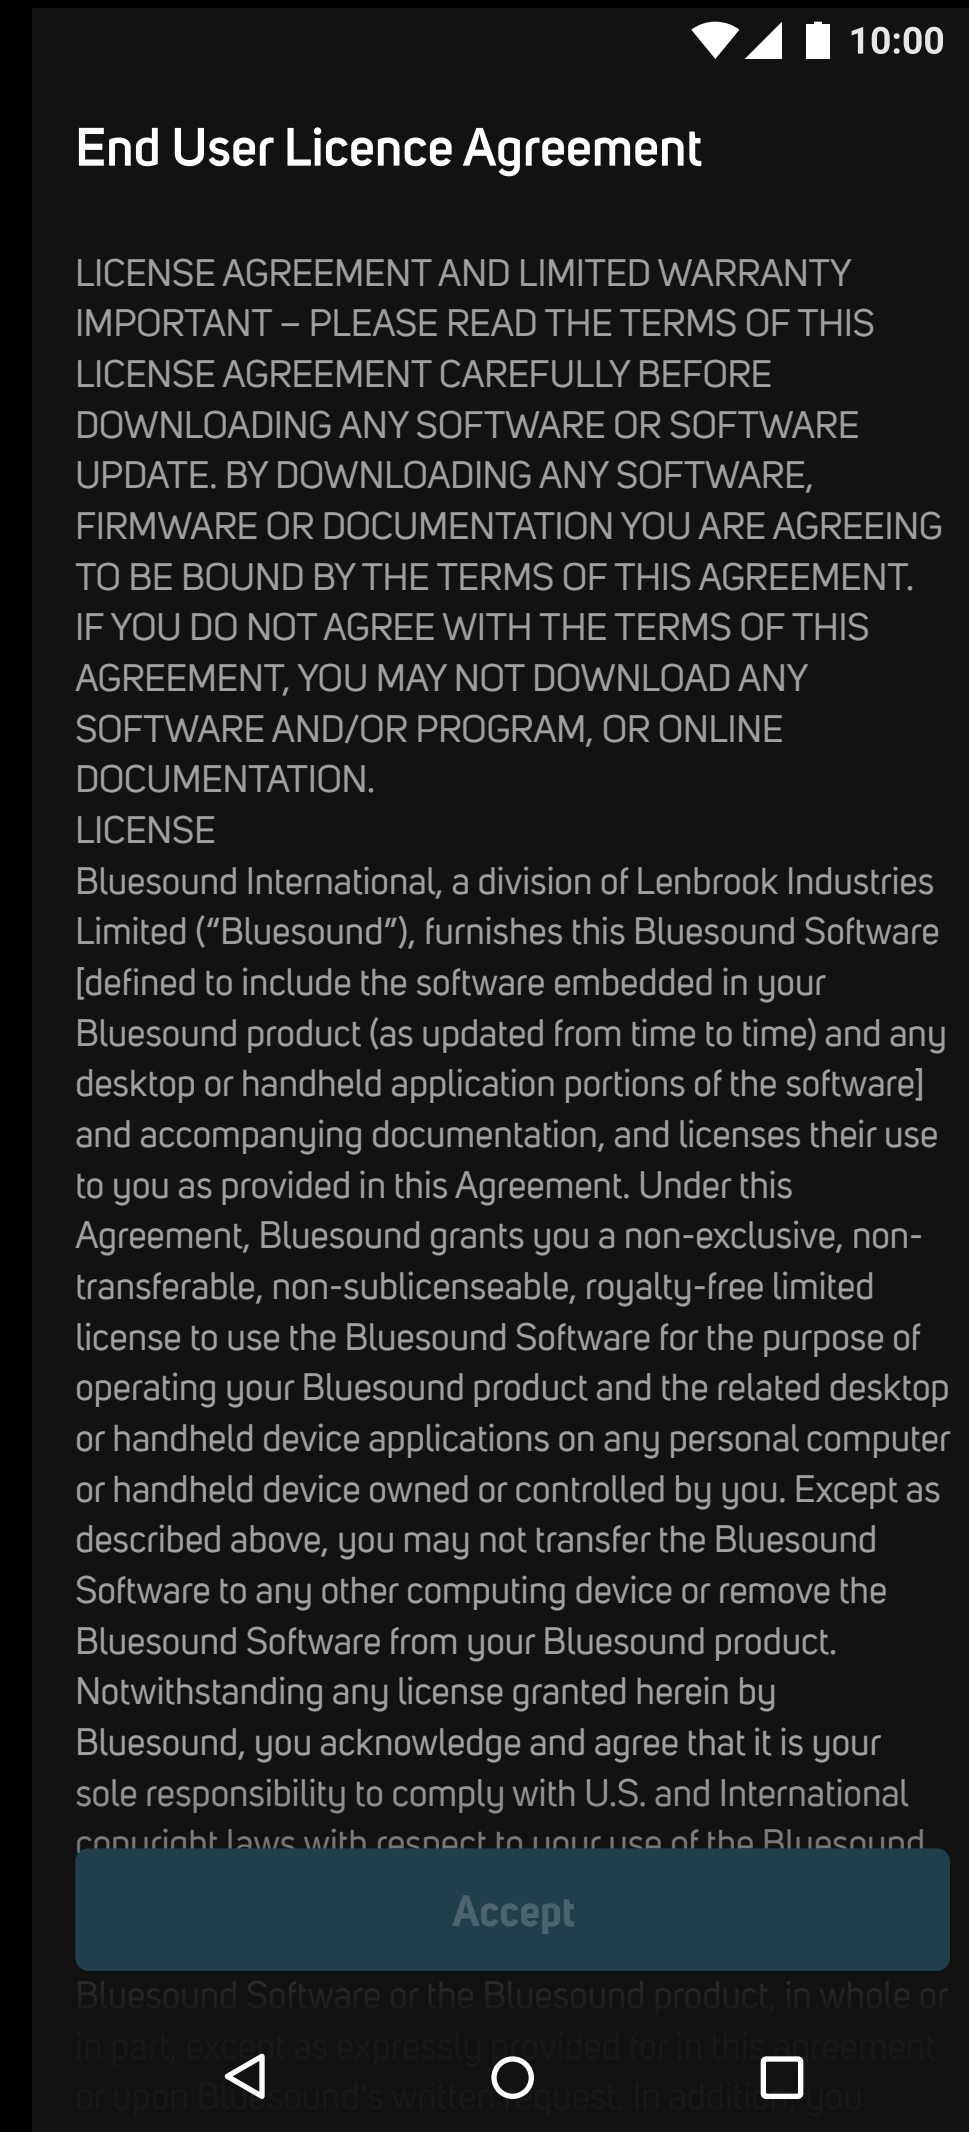 10:00
End User Licence Agreement
LICENSE AGREEMENT AND LIMITED WARRANTY
IMPORTANT – PLEASE READ THE TERMS OF THIS
LICENSE AGREEMENT CAREFULLY BEFORE
DOWNLOADING ANY SOFTWARE OR SOFTWARE
UPDATE. BY DOWNLOADING ANY SOFTWARE,
FIRMWARE OR DOCUMENTATION YOU ARE AGREEING
TO BE BOUND BY THE TERMS OF THIS AGREEMENT.
IF YOU DO NOT AGREE WITH THE TERMS OF THIS
AGREEMENT, YOU MAY NOT DOWNLOAD ANY
SOFTWARE AND/OR PROGRAM, OR ONLINE
DOCUMENTATION.
LICENSE
Bluesound International, a division of Lenbrook Industries
Limited (“Bluesound”), furnishes this Bluesound Software
[defined to include the software embedded in your
Bluesound product (as updated from time to time) and any
desktop or handheld application portions of the software]
and accompanying documentation, and licenses their use
to you as provided in this Agreement. Under this
Agreement, Bluesound grants you a non-exclusive, non-
transferable, non-sublicenseable, royalty-free limited
license to use the Bluesound Software for the purpose of
operating your Bluesound product and the related desktop
or handheld device applications on any personal computer
or handheld device owned or controlled by you. Except as
described above, you may not transfer the Bluesound
Software to any other computing device or remove the
Bluesound Software from your Bluesound product.
Notwithstanding any license granted herein by
Bluesound, you acknowledge and agree that it is your
sole responsibility to comply with U.S. and International
copyright laws with respect to your use of the Bluesound
Accept
Bluesound Software or the Bluesound product, in whole or
in part, except as expressly provided for in this agreement
or upon Bluesound’s written request. In addition, you